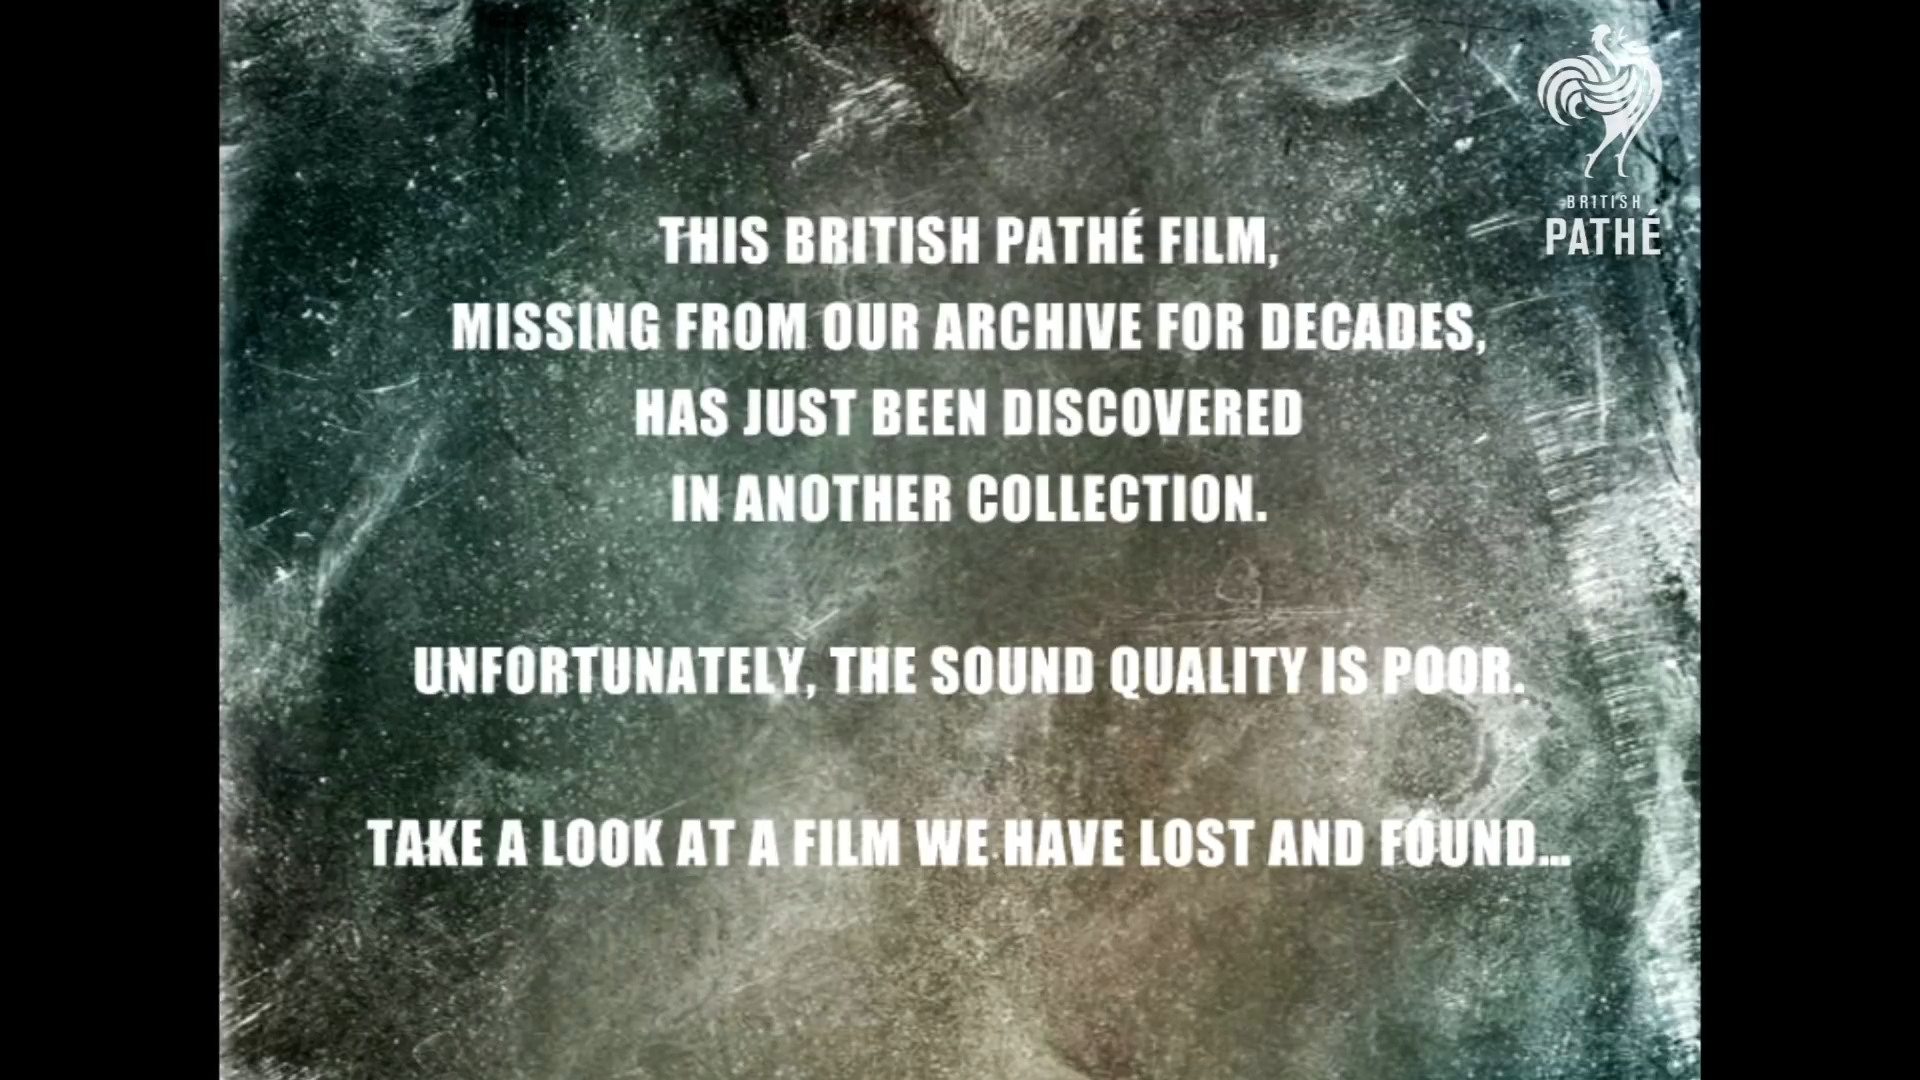 BRITISH
PATHÉ
THIS BRITISH PATHÉ FILM,
MISSING FROM OUR ARCHIVE FOR DECADES,
HAS JUST BEEN DISCOVERED
IN ANOTHER COLLECTION.
UNFORTUNATELY, THE SOUND QUALITY IS POOR.
TAKE A LOOK AT A FILM WE HAVE LOST AND FOUND...